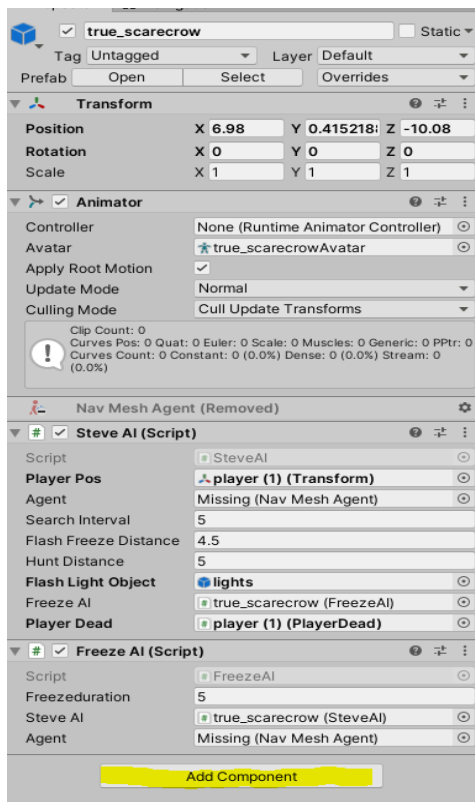 true_scarecrow Static
Tag Untagged Layer Default
Prefab Open Select Overrides
Transform
Position X 6.98 Y 0.415218 Z -10.08
Rotation X 0 Y 0 Z 0
Scale X 1 Y 1 Z 1
Animator
Controller None (Runtime Animator Controller)
Avatar true_scarecrowAvatar
Apply Root Motion
Update Mode Normal
Culling Mode Cull Update Transforms
Clip Count: 0
Curves Pos: 0 Quat: 0 Euler: 0 Scale: 0 Muscles: 0 Generic: 0 PPtr: 0
Curves Count: 0 Constant: 0 (0.0%) Dense: 0 (0.0%) Stream: 0
(0.0%)
Nav Mesh Agent (Removed)
# Steve AI (Script)
Script # SteveAI
Player Pos player (1) (Transform)
Agent Missing (Nav Mesh Agent)
Search Interval 5
Flash Freeze Distance 4.5
Hunt Distance 5
Flash Light Object lights
Freeze AI # true_scarecrow (FreezeAI)
Player Dead # player (1) (PlayerDead)
# Freeze AI (Script)
Script # FreezeAI
Freezeduration 5
Steve AI # true_scarecrow (SteveAI)
Agent Missing (Nav Mesh Agent)
Add Component